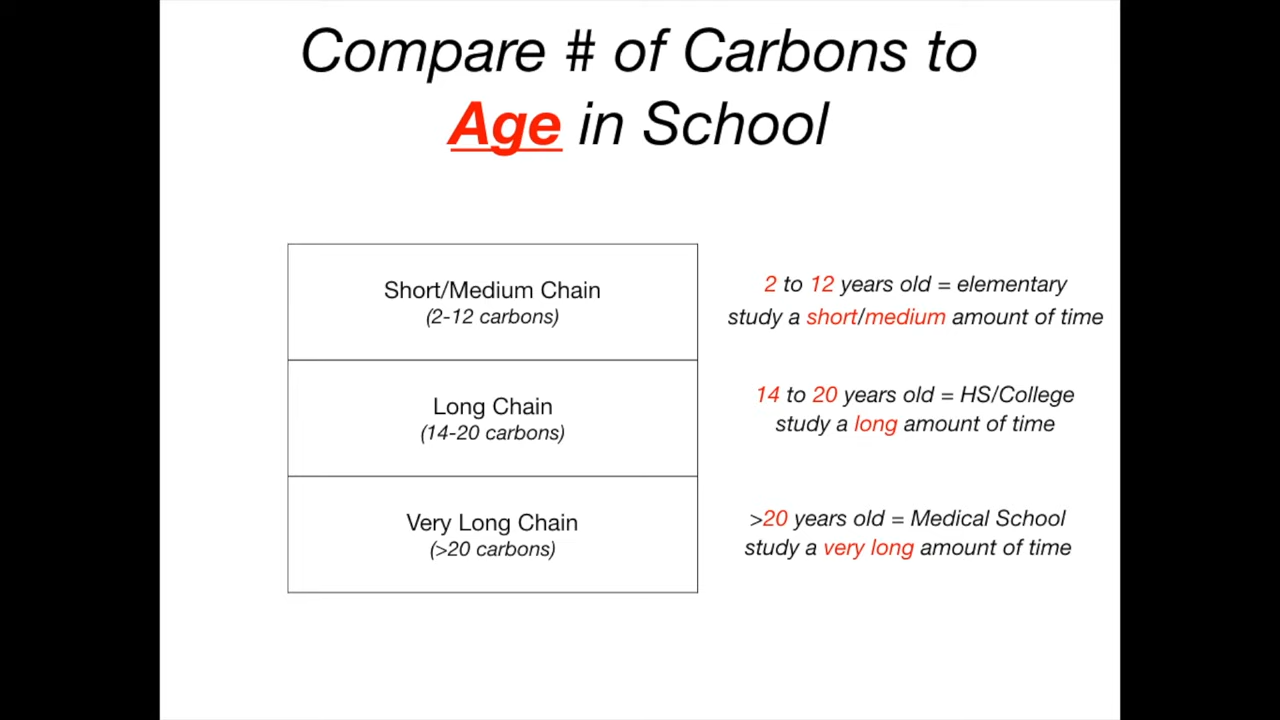 Compare # of Carbons to
Age in School
Short/Medium Chain
(2-12 carbons)
2 to 12 years old = elementary
study a short/medium amount of time
Long Chain
(14-20 carbons)
14 to 20 years old = HS/College
study a long amount of time
Very Long Chain
(>20 carbons)
>20 years old = Medical School
study a very long amount of time